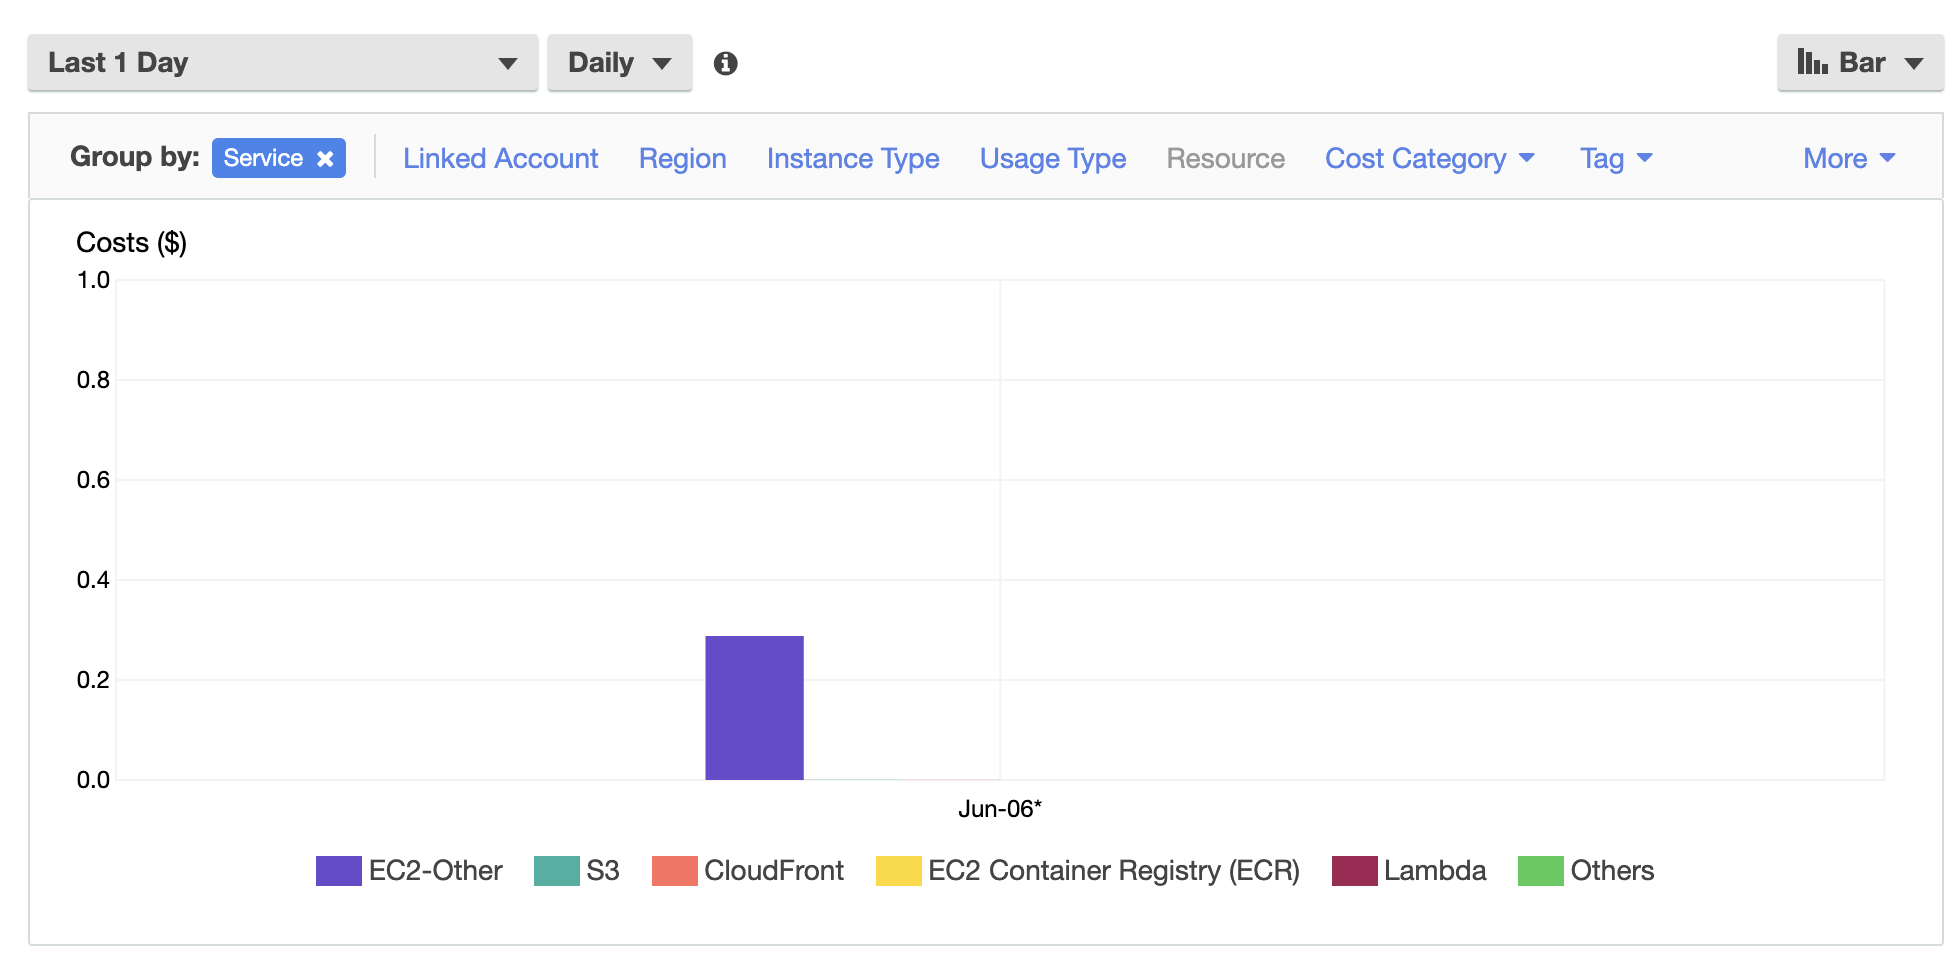 Last 1 Day Daily Bar
Group by: Service Linked Account Region Instance Type Usage Type Resource Cost Category Tag More
Costs ($)
1.0
0.8
0.6
0.4
0.2
0.0
Jun-06*
EC2-Other S3 CloudFront EC2 Container Registry (ECR) Lambda Others